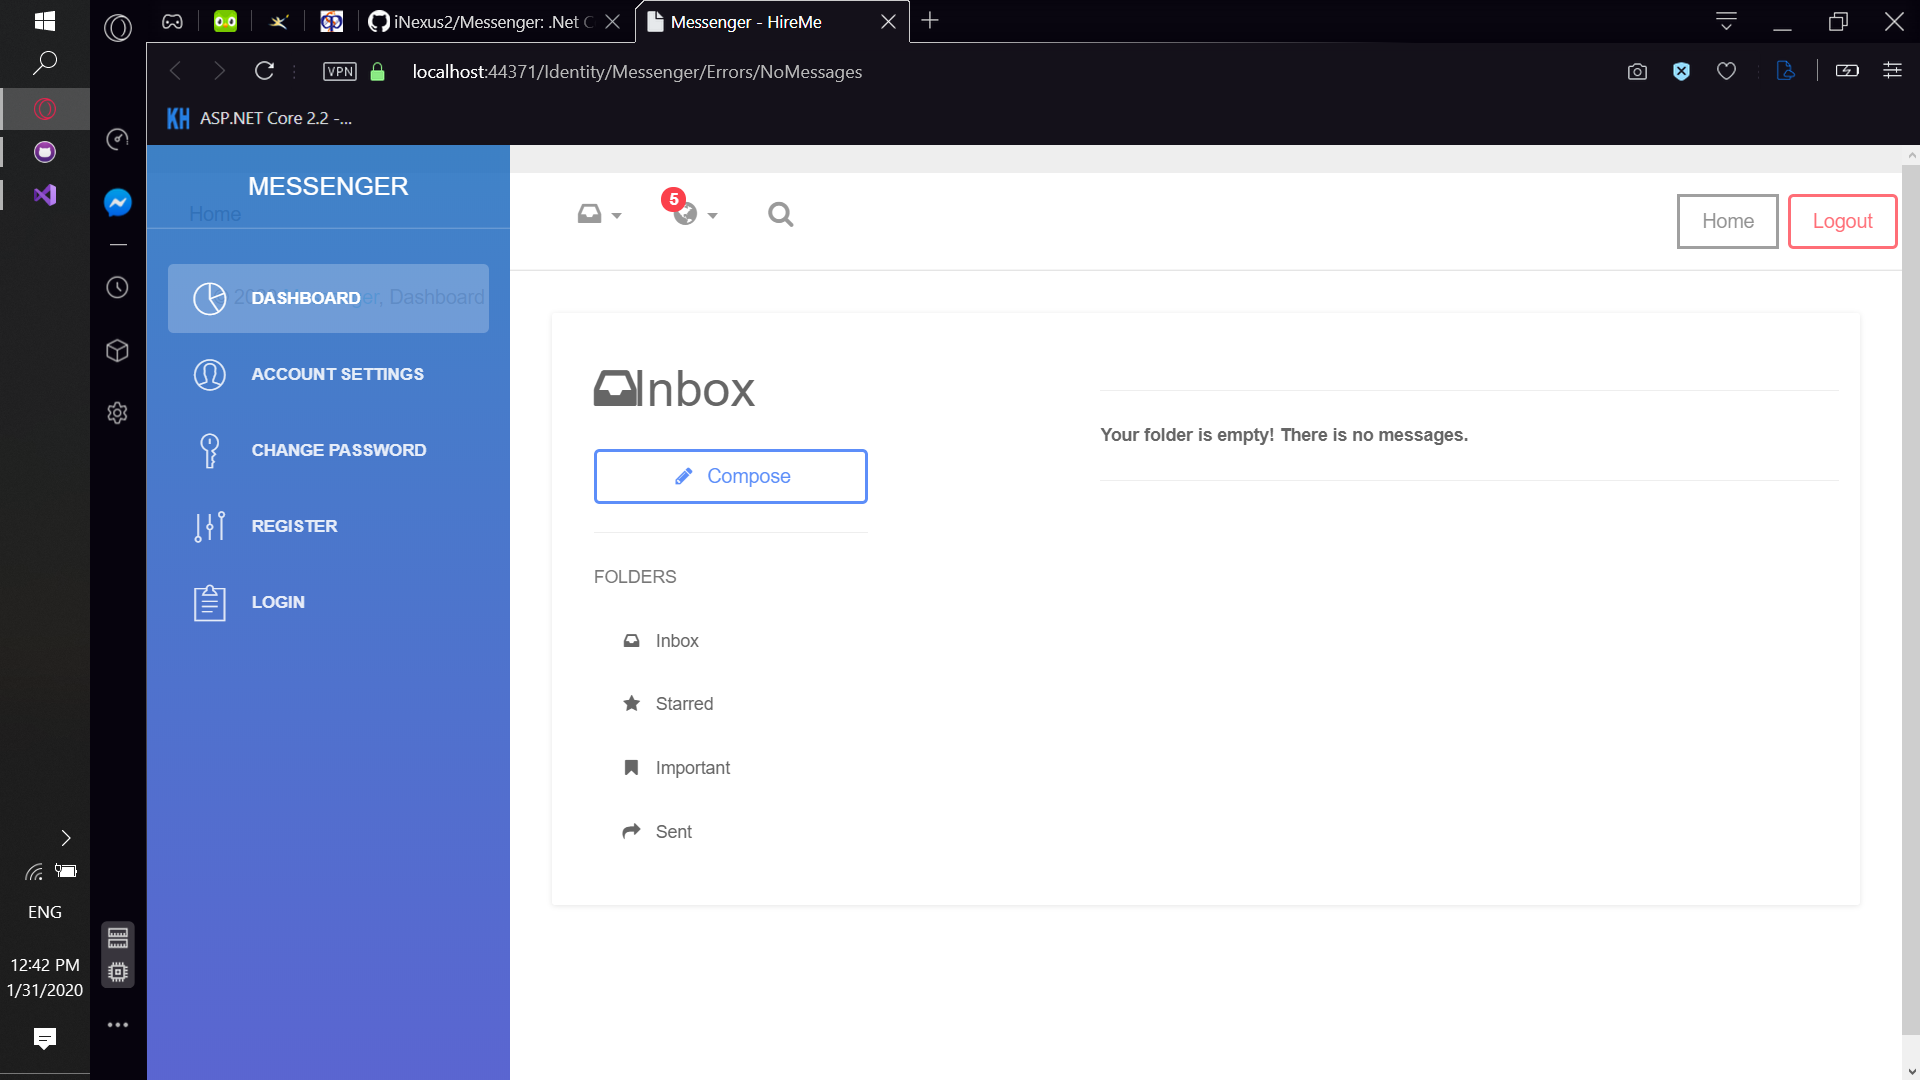 iNexus2/Messenger: .Net C
Messenger - HireMe
VPN
localhost:44371/Identity/Messenger/Errors/NoMessages
KH ASP.NET Core 2.2 -...
MESSENGER
Home
5
Home
Logout
DASHBOARD
er, Dashboard
ACCOUNT SETTINGS
CHANGE PASSWORD
REGISTER
LOGIN
Inbox
Compose
FOLDERS
Inbox
Starred
Important
Sent
Your folder is empty! There is no messages.
ENG
12:42 PM
1/31/2020